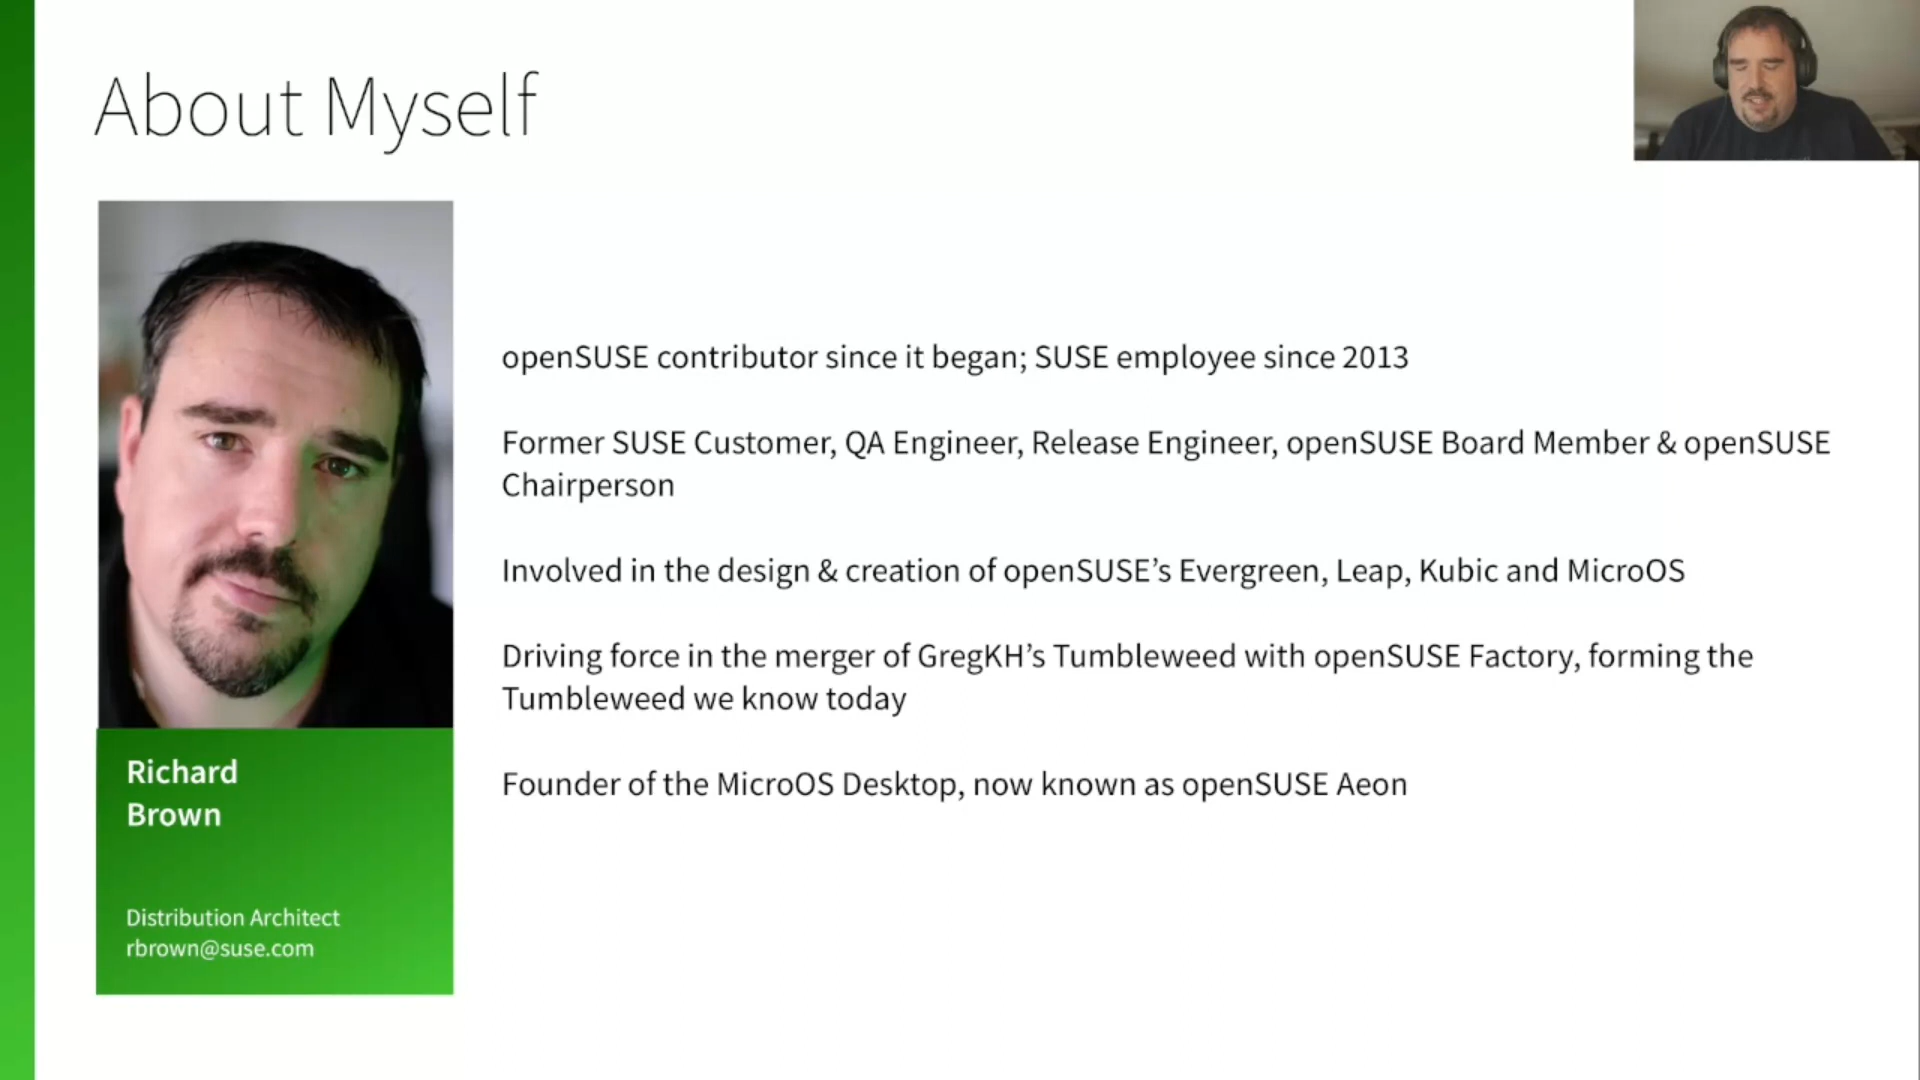 About Myself
openSUSE contributor since it began; SUSE employee since 2013
Former SUSE Customer, QA Engineer, Release Engineer, openSUSE Board Member & openSUSE
Chairperson
Involved in the design & creation of openSUSE’s Evergreen, Leap, Kubic and MicroOS
Driving force in the merger of GregKH’s Tumbleweed with openSUSE Factory, forming the
Tumbleweed we know today
Founder of the MicroOS Desktop, now known as openSUSE Aeon
Richard
Brown
Distribution Architect
rbrown@suse.com